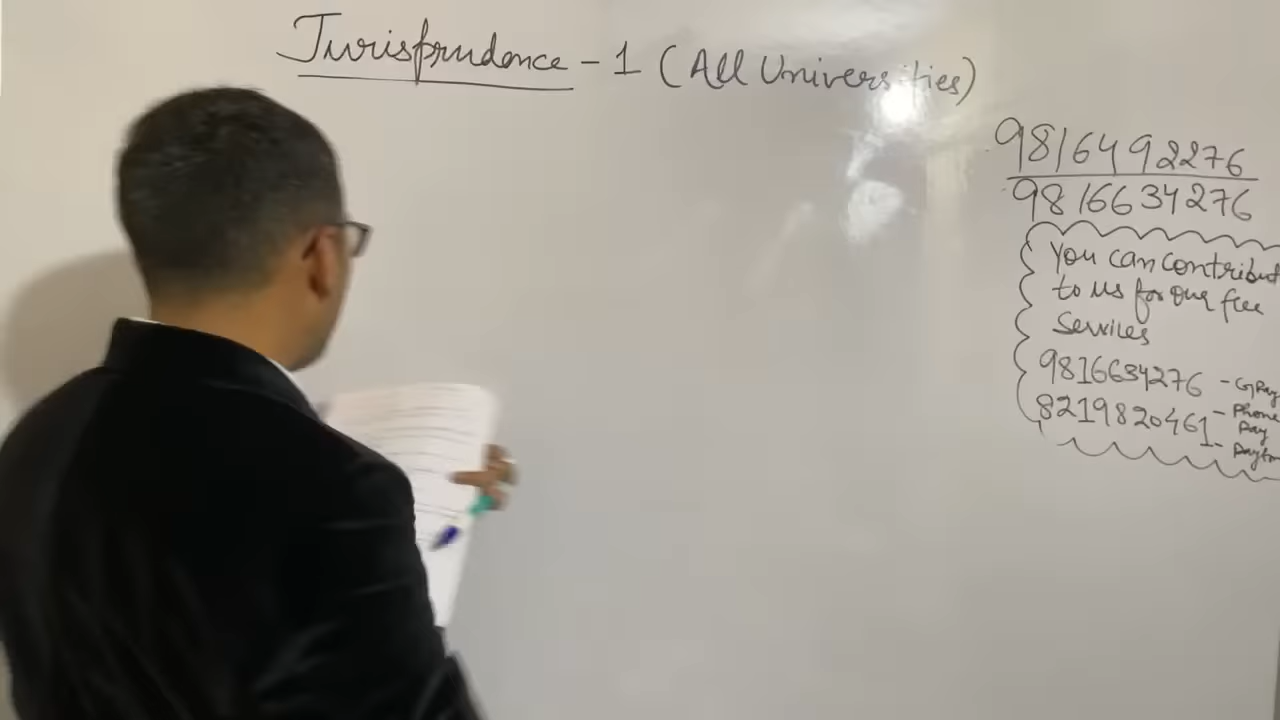 Jurisprudence - 1 (All Universities)
9816492276
9816634276
You can contribut
to us for our free
Services
9816634276 - G Pay
8219820461 - Phone
Pay
- Paytm